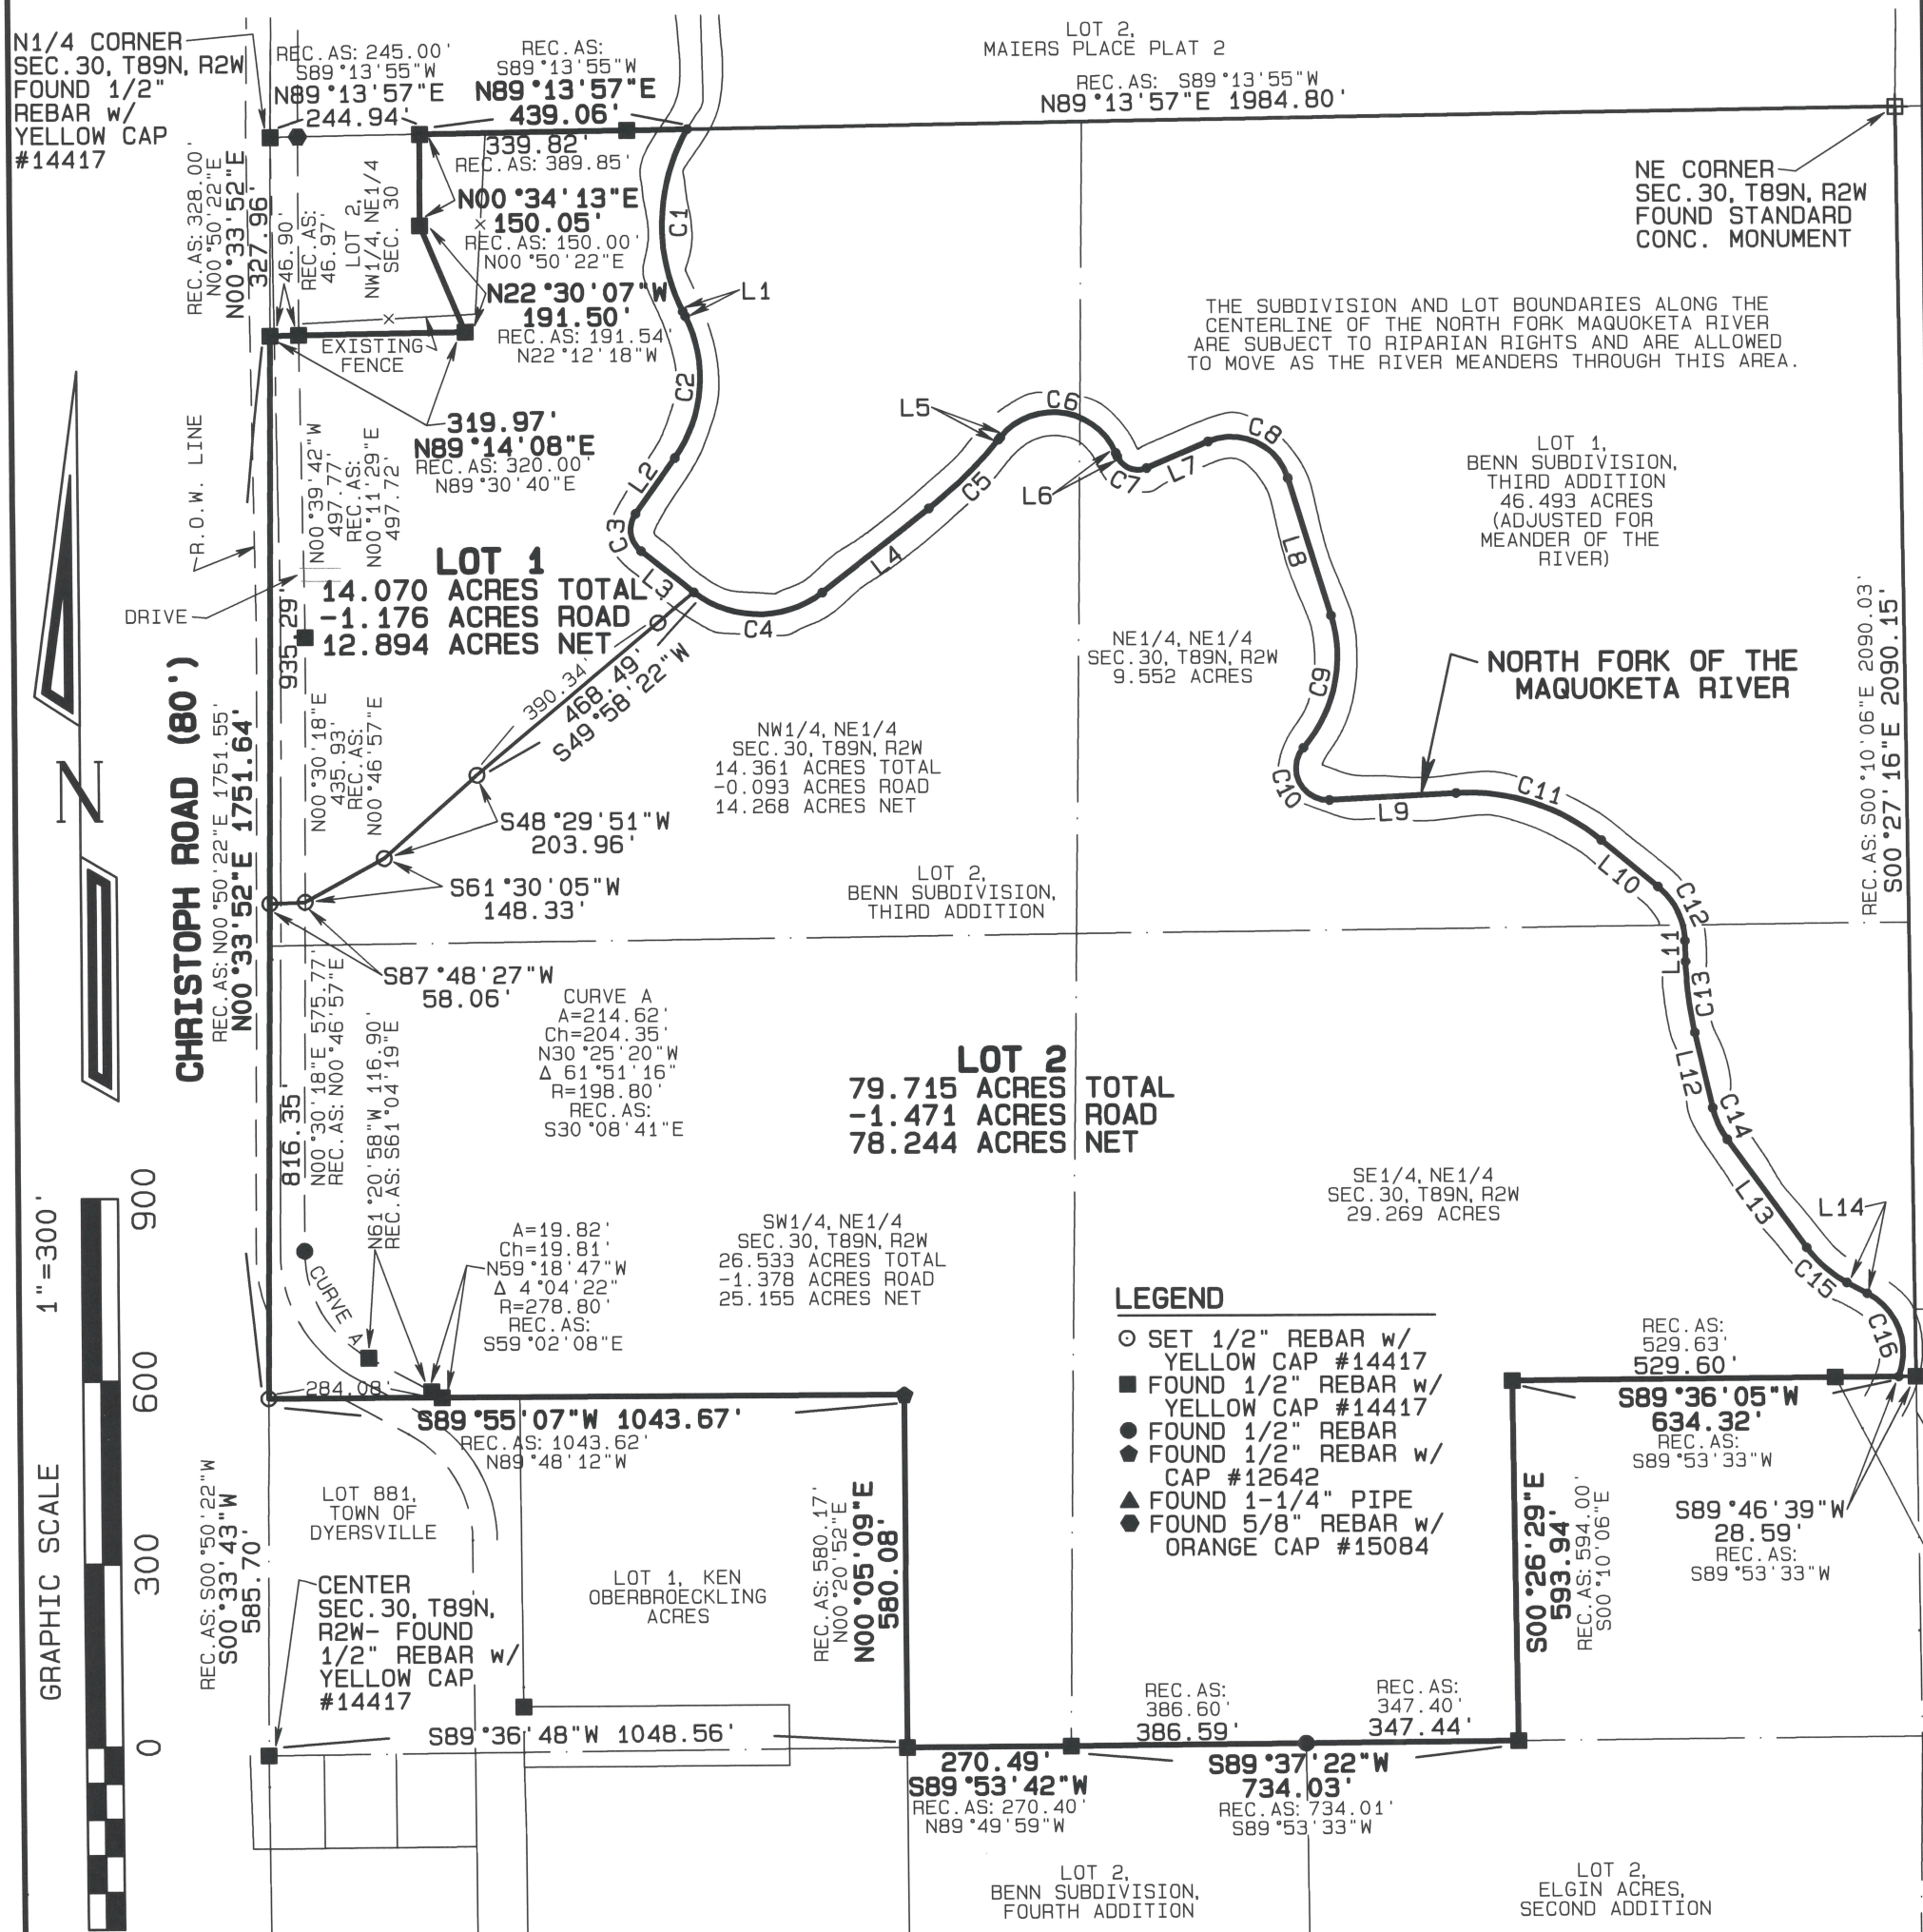 N1/4 CORNER
SEC.30, T89N, R2W
FOUND 1/2"
REBAR w/
YELLOW CAP
#14417
REC.AS: 245.00'
S89°13'55"W
N89°13'57"E
244.94'
REC.AS:
S89°13'55"W
N89°13'57"E
439.06'
339.82'
REC.AS: 389.85'
LOT 2,
MAIERS PLACE PLAT 2
REC.AS: S89°13'55"W
N89°13'57"E 1984.80'
NE CORNER
SEC.30, T89N, R2W
FOUND STANDARD
CONC. MONUMENT
REC.AS: 328.00'
N00°50'22"E
N00°33'52"E
327.96'
46.90'
REC.AS:
46.97'
LOT 2,
NW1/4, NE1/4
SEC. 30
N00°34'13"E
150.05'
REC.AS: 150.00'
N00°50'22"E
N22°30'07"W
191.50'
REC.AS: 191.54'
N22°12'18"W
C1
L1
EXISTING
FENCE
THE SUBDIVISION AND LOT BOUNDARIES ALONG THE
CENTERLINE OF THE NORTH FORK MAQUOKETA RIVER
ARE SUBJECT TO RIPARIAN RIGHTS AND ARE ALLOWED
TO MOVE AS THE RIVER MEANDERS THROUGH THIS AREA.
319.97'
N89°14'08"E
REC.AS: 320.00'
N89°30'40"E
C2
L2
C3
L3
C4
L4
C5
L5
C6
L6
C7
L7
C8
L8
C9
C10
L9
C11
L10
C12
L11
C13
L12
C14
L13
C15
L14
C16
LOT 1,
BENN SUBDIVISION,
THIRD ADDITION
46.493 ACRES
(ADJUSTED FOR
MEANDER OF THE
RIVER)
R.O.W. LINE
N00°39'42"W
497.77'
REC.AS:
N00°11'29"E
497.72'
LOT 1
14.070 ACRES TOTAL
-1.176 ACRES ROAD
12.894 ACRES NET
DRIVE
935.29'
390.34'
468.49'
S49°58'22"W
NE1/4, NE1/4
SEC.30, T89N, R2W
9.552 ACRES
NORTH FORK OF THE
MAQUOKETA RIVER
REC.AS: S00°10'06"E 2090.03'
S00°27'16"E 2090.15'
CHRISTOPH ROAD (80')
REC.AS: N00°50'22"E 1751.55'
N00°33'52"E 1751.64'
N00°30'18"E
435.93'
REC.AS:
N00°46'57"E
NW1/4, NE1/4
SEC.30, T89N, R2W
14.361 ACRES TOTAL
-0.093 ACRES ROAD
14.268 ACRES NET
N
S48°29'51"W
203.96'
S61°30'05"W
148.33'
LOT 2,
BENN SUBDIVISION,
THIRD ADDITION
S87°48'27"W
58.06'
CURVE A
A=214.62'
Ch=204.35'
N30°25'20"W
Δ 61°51'16"
R=198.80'
REC.AS:
S30°08'41"E
816.35'
N00°30'18"E 575.77'
REC.AS: N00°46'57"E
N61°20'58"W 116.90'
REC.AS: S61°04'19"E
LOT 2
79.715 ACRES TOTAL
-1.471 ACRES ROAD
78.244 ACRES NET
SE1/4, NE1/4
SEC.30, T89N, R2W
29.269 ACRES
A=19.82'
Ch=19.81'
N59°18'47"W
Δ 4°04'22"
R=278.80'
REC.AS:
S59°02'08"E
SW1/4, NE1/4
SEC.30, T89N, R2W
26.533 ACRES TOTAL
-1.378 ACRES ROAD
25.155 ACRES NET
CURVE A
284.08'
S89°55'07"W 1043.67'
REC.AS: 1043.62'
N89°48'12"W
LEGEND
SET 1/2" REBAR w/
YELLOW CAP #14417
FOUND 1/2" REBAR w/
YELLOW CAP #14417
FOUND 1/2" REBAR
FOUND 1/2" REBAR w/
CAP #12642
FOUND 1-1/4" PIPE
FOUND 5/8" REBAR w/
ORANGE CAP #15084
REC.AS:
529.63'
529.60'
S89°36'05"W
634.32'
REC.AS:
S89°53'33"W
S89°46'39"W
28.59'
REC.AS:
S89°53'33"W
S00°26'29"E
593.94'
REC.AS: 594.00'
S00°10'06"E
1"=300'
GRAPHIC SCALE
900
600
300
0
REC.AS: S00°50'22"W
S00°33'43"W
585.70'
LOT 881,
TOWN OF
DYERSVILLE
CENTER
SEC.30, T89N,
R2W- FOUND
1/2" REBAR w/
YELLOW CAP
#14417
LOT 1, KEN
OBERBROECKLING
ACRES
REC.AS: 580.17'
N00°20'52"E
N00°05'09"E
580.08'
S89°36'48"W 1048.56'
REC.AS:
386.60'
386.59'
REC.AS:
347.40'
347.44'
270.49'
S89°53'42"W
REC.AS: 270.40'
N89°49'59"W
S89°37'22"W
734.03'
REC.AS: 734.01'
S89°53'33"W
LOT 2,
BENN SUBDIVISION,
FOURTH ADDITION
LOT 2,
ELGIN ACRES,
SECOND ADDITION